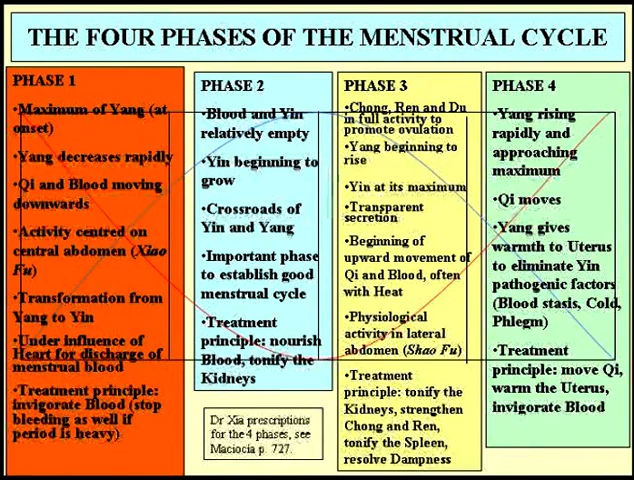 THE FOUR PHASES OF THE MENSTRUAL CYCLE
PHASE 1
•Maximum of Yang (at
onset)
•Yang decreases rapidly
•Qi and Blood moving
downwards
•Activity centred on
central abdomen (Xiao
Fu)
•Transformation from
Yang to Yin
•Under influence of
Heart for discharge of
menstrual blood
•Treatment principle:
invigorate Blood (stop
bleeding as well if
period is heavy)
PHASE 2
•Blood and Yin
relatively empty
•Yin beginning to
grow
•Crossroads of
Yin and Yang
•Important phase
to establish good
menstrual cycle
•Treatment
principle: nourish
Blood, tonify the
Kidneys
Dr Xia prescriptions
for the 4 phases, see
Maciocia p. 727.
PHASE 3
•Chong, Ren and Du
in full activity to
promote ovulation
•Yang beginning to
rise
•Yin at its maximum
•Transparent
secretion
•Beginning of
upward movement of
Qi and Blood, often
with Heat
•Physiological
activity in lateral
abdomen (Shao Fu)
•Treatment
principle: tonify the
Kidneys, strengthen
Chong and Ren,
tonify the Spleen,
resolve Dampness
PHASE 4
•Yang rising
rapidly and
approaching
maximum
•Qi moves
•Yang gives
warmth to Uterus
to eliminate Yin
pathogenic factors
(Blood stasis, Cold,
Phlegm)
•Treatment
principle: move Qi,
warm the Uterus,
invigorate Blood